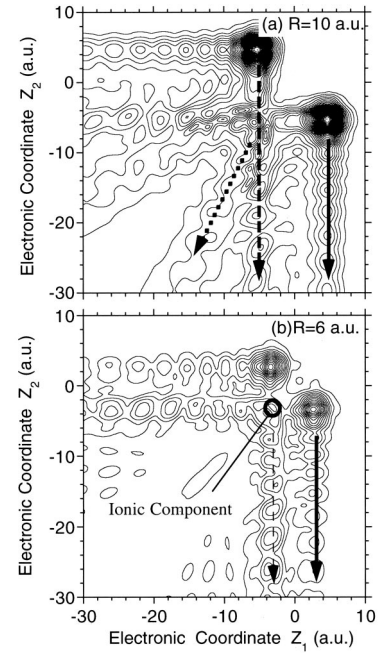 (a) R=10 a.u.
10
0
-10
-20
-30
Electronic Coordinate Z2 (a.u.)
(b)R=6 a.u.
10
0
-10
-20
-30
Electronic Coordinate Z2 (a.u.)
Ionic Component
-30 -20 -10 0 10
Electronic Coordinate Z1 (a.u.)